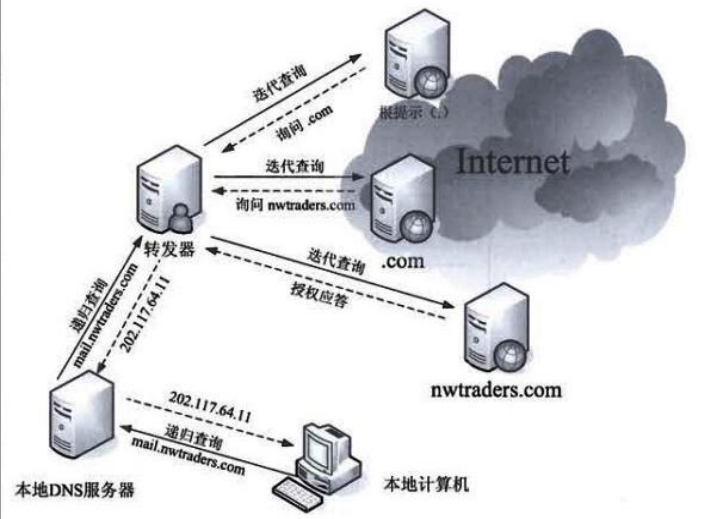 迭代查询
询问 .com
根提示（.）
Internet
迭代查询
询问 nwtraders.com
.com
转发器
迭代查询
授权应答
nwtraders.com
递归查询
mail.nwtraders.com
202.117.64.11
202.117.64.11
递归查询
mail.nwtraders.com
本地DNS服务器
本地计算机